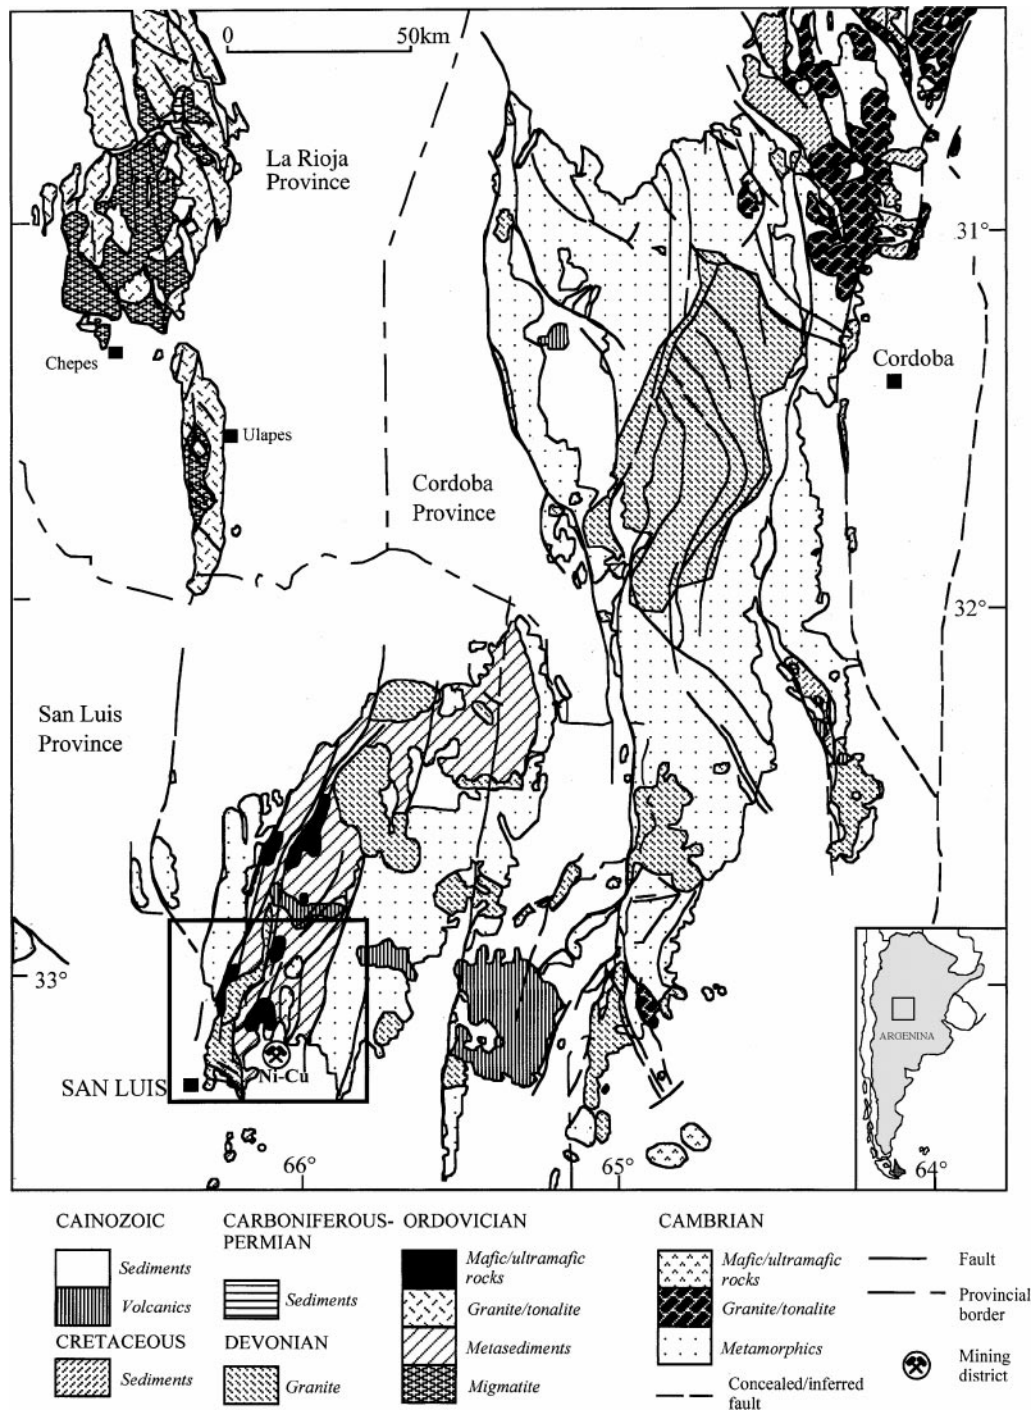 0 50km
La Rioja
Province
31°
Chepes
Cordoba
Ulapes
Cordoba
Province
32°
San Luis
Province
33°
ARGENINA
Ni-Cu
SAN LUIS
66°
65°
64°
CAINOZOIC
Sediments
Volcanics
CRETACEOUS
Sediments
CARBONIFEROUS-
PERMIAN
Sediments
DEVONIAN
Granite
ORDOVICIAN
Mafic/ultramafic
rocks
Granite/tonalite
Metasediments
Migmatite
CAMBRIAN
Mafic/ultramafic
rocks
Granite/tonalite
Metamorphics
Concealed/inferred
fault
Fault
Provincial
border
Mining
district